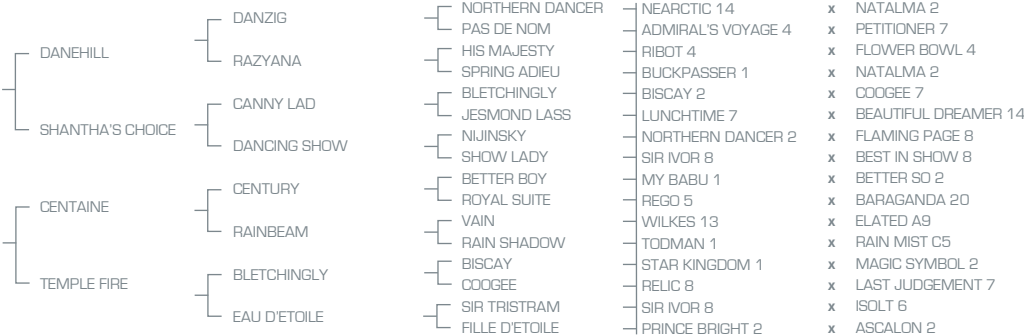 NORTHERN DANCER NEARCTIC 14 x NATALMA 2
DANZIG
PAS DE NOM ADMIRAL'S VOYAGE 4 x PETITIONER 7
DANEHILL
HIS MAJESTY RIBOT 4 x FLOWER BOWL 4
RAZYANA
SPRING ADIEU BUCKPASSER 1 x NATALMA 2
BLETCHINGLY BISCAY 2 x COOGEE 7
CANNY LAD
JESMOND LASS LUNCHTIME 7 x BEAUTIFUL DREAMER 14
SHANTHA'S CHOICE
NIJINSKY NORTHERN DANCER 2 x FLAMING PAGE 8
DANCING SHOW
SHOW LADY SIR IVOR 8 x BEST IN SHOW 8
BETTER BOY MY BABU 1 x BETTER SO 2
CENTURY
ROYAL SUITE REGO 5 x BARAGANDA 20
CENTAINE
VAIN WILKES 13 x ELATED A9
RAINBEAM
RAIN SHADOW TODMAN 1 x RAIN MIST C5
BISCAY STAR KINGDOM 1 x MAGIC SYMBOL 2
BLETCHINGLY
COOGEE RELIC 8 x LAST JUDGEMENT 7
TEMPLE FIRE
SIR TRISTRAM SIR IVOR 8 x ISOLT 6
EAU D'ETOILE
FILLE D'ETOILE PRINCE BRIGHT 2 x ASCALON 2